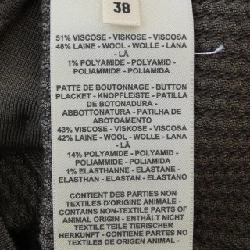 38
51% VISCOSE - VISKOSE - VISCOSA
48% LAINE - WOOL - WOLLE - LANA
- LÃ
1% POLYAMIDE - POLYAMID -
POLIAMMIDE - POLIAMIDA
PATTE DE BOUTONNAGE - BUTTON
PLACKET - KNOPFLEISTE - PATILLA
DE BOTONADURA -
ABBOTTONATURA - PATILHA DE
ABOTOAMENTO
43% VISCOSE - VISKOSE - VISCOSA
42% LAINE - WOOL - WOLLE - LANA
- LÃ
14% POLYAMIDE - POLYAMID -
POLIAMMIDE - POLIAMIDA
1% ELASTHANNE - ELASTANE -
ELASTHAN - ELASTAN - ELASTANO
CONTIENT DES PARTIES NON
TEXTILES D'ORIGINE ANIMALE -
CONTAINS NON-TEXTILE PARTS OF
ANIMAL ORIGIN - ENTHÄLT NICHT
TEXTILE TEILE TIERISCHEN
HERKUNFT - CONTIENE PARTES NO
TEXTILES DE ORIGEN ANIMAL -